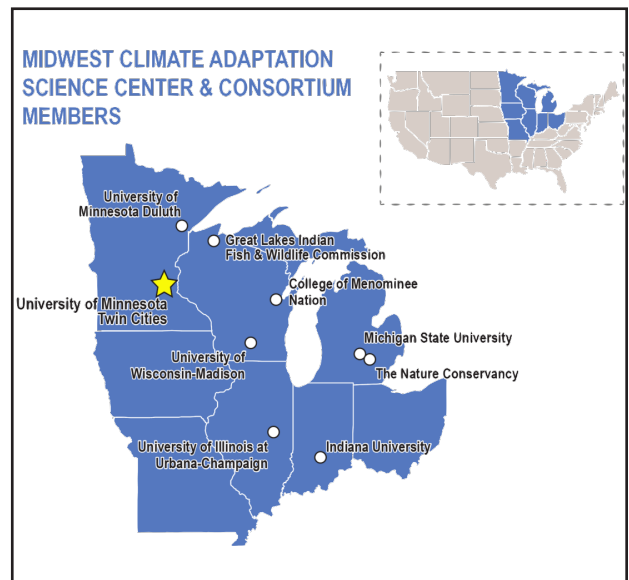 MIDWEST CLIMATE ADAPTATION
SCIENCE CENTER & CONSORTIUM
MEMBERS
University of
Minnesota Duluth
Great Lakes Indian
Fish & Wildlife Commission
College of Menominee
Nation
University of Minnesota
Twin Cities
Michigan State University
University of
Wisconsin-Madison
The Nature Conservancy
University of Illinois at
Urbana-Champaign
Indiana University